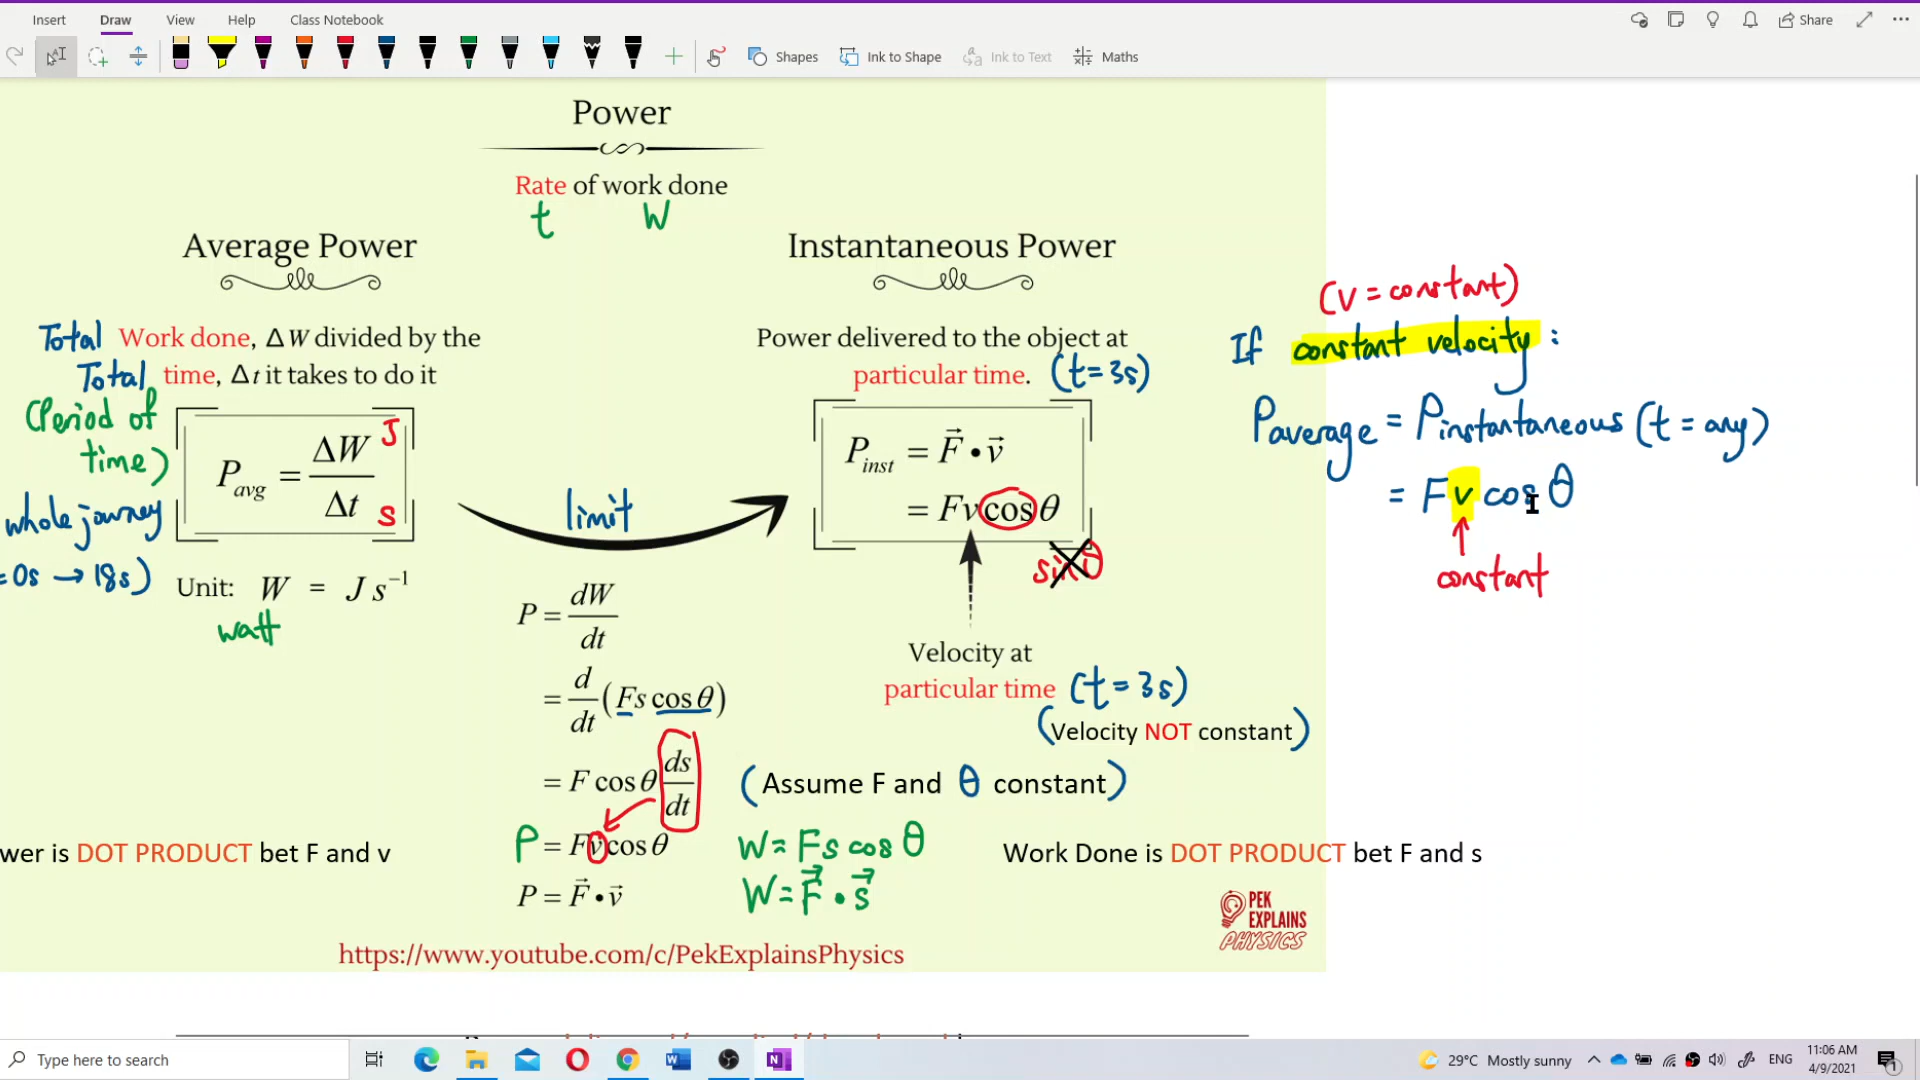 Insert Draw View Help Class Notebook Share
Shapes Ink to Shape Ink to Text Maths
Power
Rate of work done
t W
Average Power
Total Work done, ΔW divided by the
Total time, Δt it takes to do it
(Period of
time)
P_avg = ΔW / Δt
J
s
whole journey
= 0s → 18s)
Unit: W = J s⁻¹
watt
limit
Instantaneous Power
Power delivered to the object at
particular time. (t = 3s)
P_inst = F⃗ • v⃗
= Fv cos θ
sin θ
Velocity at
particular time (t = 3s)
(Velocity NOT constant)
P = dW/dt
= d/dt (Fs cos θ)
= F cos θ ds/dt
(Assume F and θ constant)
P = Fv cos θ
P = F⃗ • v⃗
W = Fs cos θ
W = F⃗ • s⃗
wer is DOT PRODUCT bet F and v
Work Done is DOT PRODUCT bet F and s
(v = constant)
If constant velocity :
P average = P instantaneous (t = any)
= F v cos θ
constant
PEK
EXPLAINS
PHYSICS
https://www.youtube.com/c/PekExplainsPhysics
Type here to search
29°C Mostly sunny
ENG
11:06 AM
4/9/2021
1